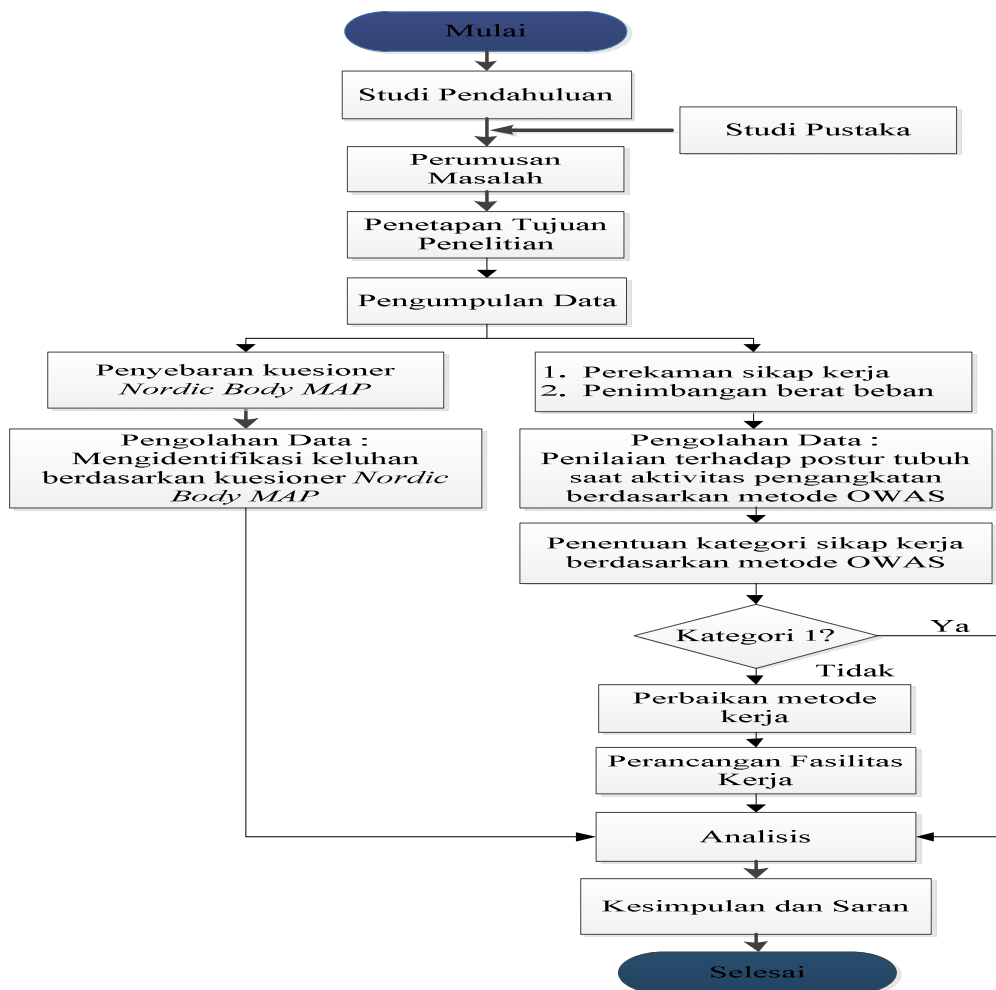 Mulai
Studi Pendahuluan
Studi Pustaka
Perumusan
Masalah
Penetapan Tujuan
Penelitian
Pengumpulan Data
Penyebaran kuesioner
Nordic Body MAP
1. Perekaman sikap kerja
2. Penimbangan berat beban
Pengolahan Data :
Mengidentifikasi keluhan
berdasarkan kuesioner Nordic
Body MAP
Pengolahan Data :
Penilaian terhadap postur tubuh
saat aktivitas pengangkatan
berdasarkan metode OWAS
Penentuan kategori sikap kerja
berdasarkan metode OWAS
Kategori 1?
Ya
Tidak
Perbaikan metode
kerja
Perancangan Fasilitas
Kerja
Analisis
Kesimpulan dan Saran
Selesai